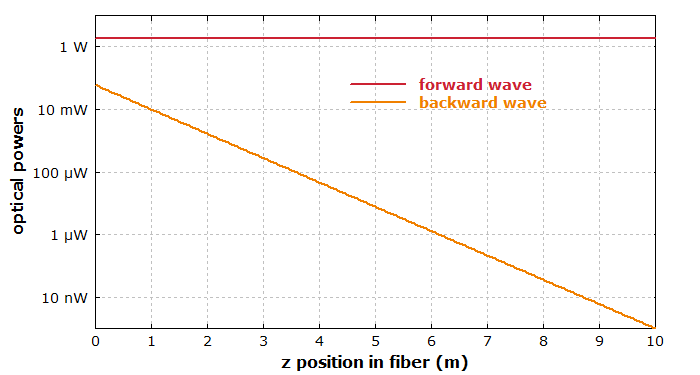 1 W
10 mW
100 µW
1 µW
10 nW
optical powers
forward wave
backward wave
0 1 2 3 4 5 6 7 8 9 10
z position in fiber (m)